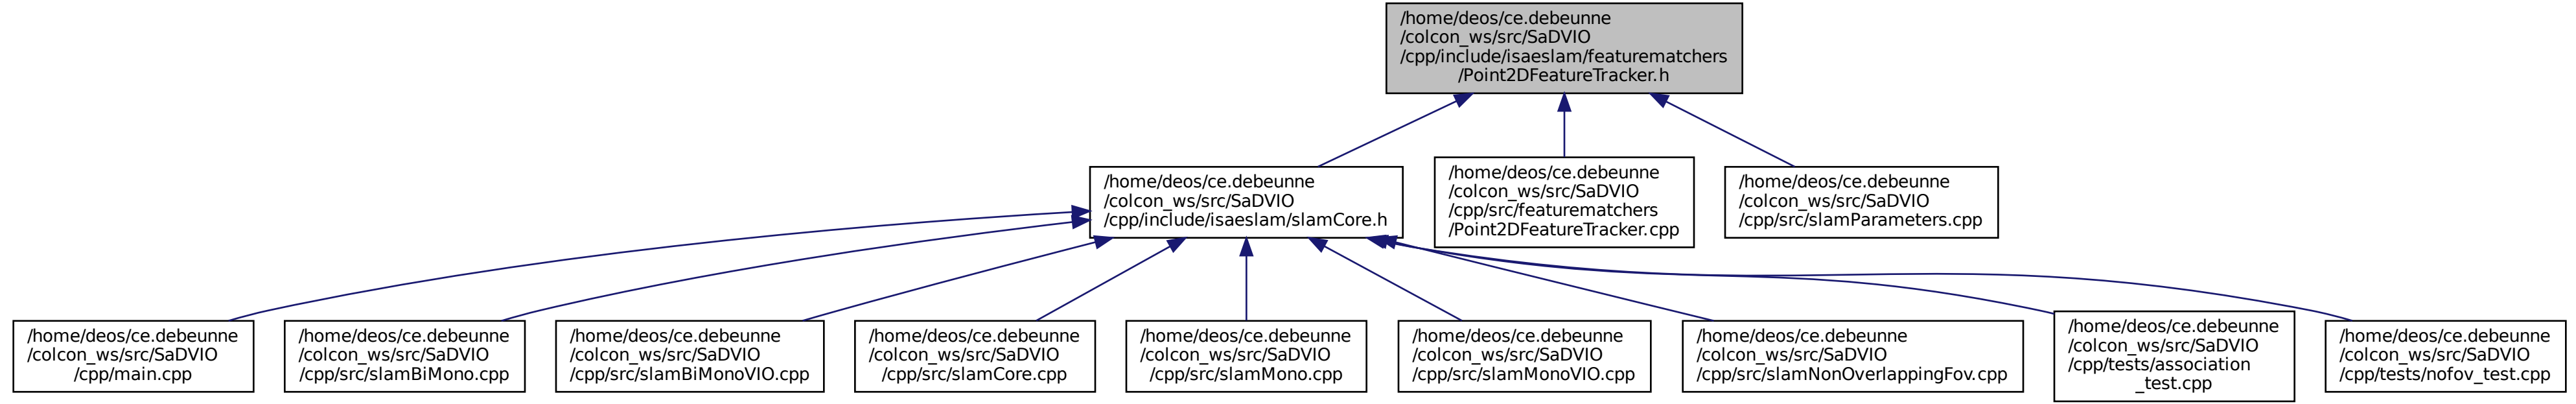 /home/deos/ce.debeunne
/colcon_ws/src/SaDVIO
/cpp/include/isaeslam/featurematchers
/Point2DFeatureTracker.h
/home/deos/ce.debeunne
/colcon_ws/src/SaDVIO
/cpp/include/isaeslam/slamCore.h
/home/deos/ce.debeunne
/colcon_ws/src/SaDVIO
/cpp/src/featurematchers
/Point2DFeatureTracker.cpp
/home/deos/ce.debeunne
/colcon_ws/src/SaDVIO
/cpp/src/slamParameters.cpp
/home/deos/ce.debeunne
/colcon_ws/src/SaDVIO
/cpp/main.cpp
/home/deos/ce.debeunne
/colcon_ws/src/SaDVIO
/cpp/src/slamBiMono.cpp
/home/deos/ce.debeunne
/colcon_ws/src/SaDVIO
/cpp/src/slamBiMonoVIO.cpp
/home/deos/ce.debeunne
/colcon_ws/src/SaDVIO
/cpp/src/slamCore.cpp
/home/deos/ce.debeunne
/colcon_ws/src/SaDVIO
/cpp/src/slamMono.cpp
/home/deos/ce.debeunne
/colcon_ws/src/SaDVIO
/cpp/src/slamMonoVIO.cpp
/home/deos/ce.debeunne
/colcon_ws/src/SaDVIO
/cpp/src/slamNonOverlappingFov.cpp
/home/deos/ce.debeunne
/colcon_ws/src/SaDVIO
/cpp/tests/association
_test.cpp
/home/deos/ce.debeunne
/colcon_ws/src/SaDVIO
/cpp/tests/nofov_test.cpp